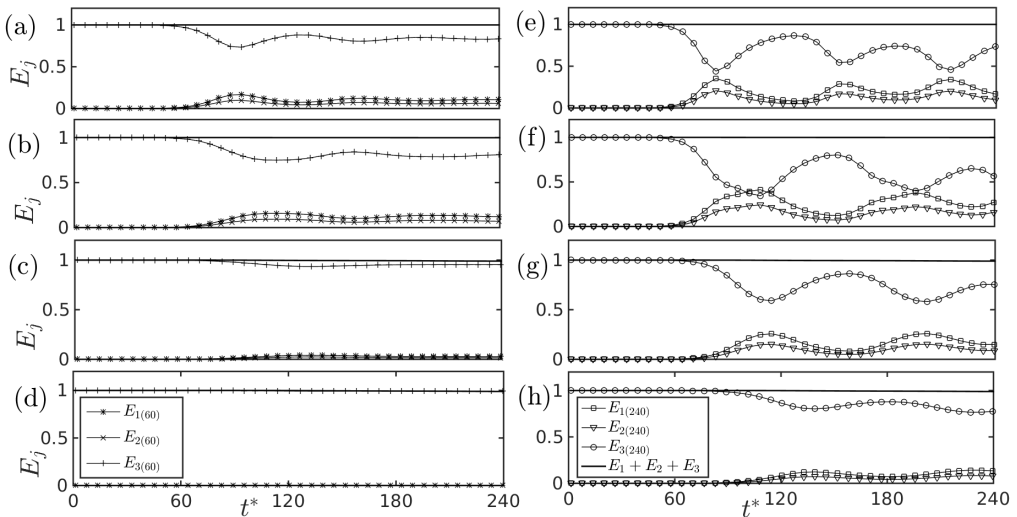 (a)
1
0.5
0
E_j
(b)
1
0.5
0
E_j
(c)
1
0.5
0
E_j
(d)
1
0
E_j
E_{1(60)}
E_{2(60)}
E_{3(60)}
0 60 120 180 240
t*
(e)
1
0.5
0
(f)
1
0.5
0
(g)
1
0.5
0
(h)
1
0.5
0
E_{1(240)}
E_{2(240)}
E_{3(240)}
E_1 + E_2 + E_3
0 60 120 180 240
t*